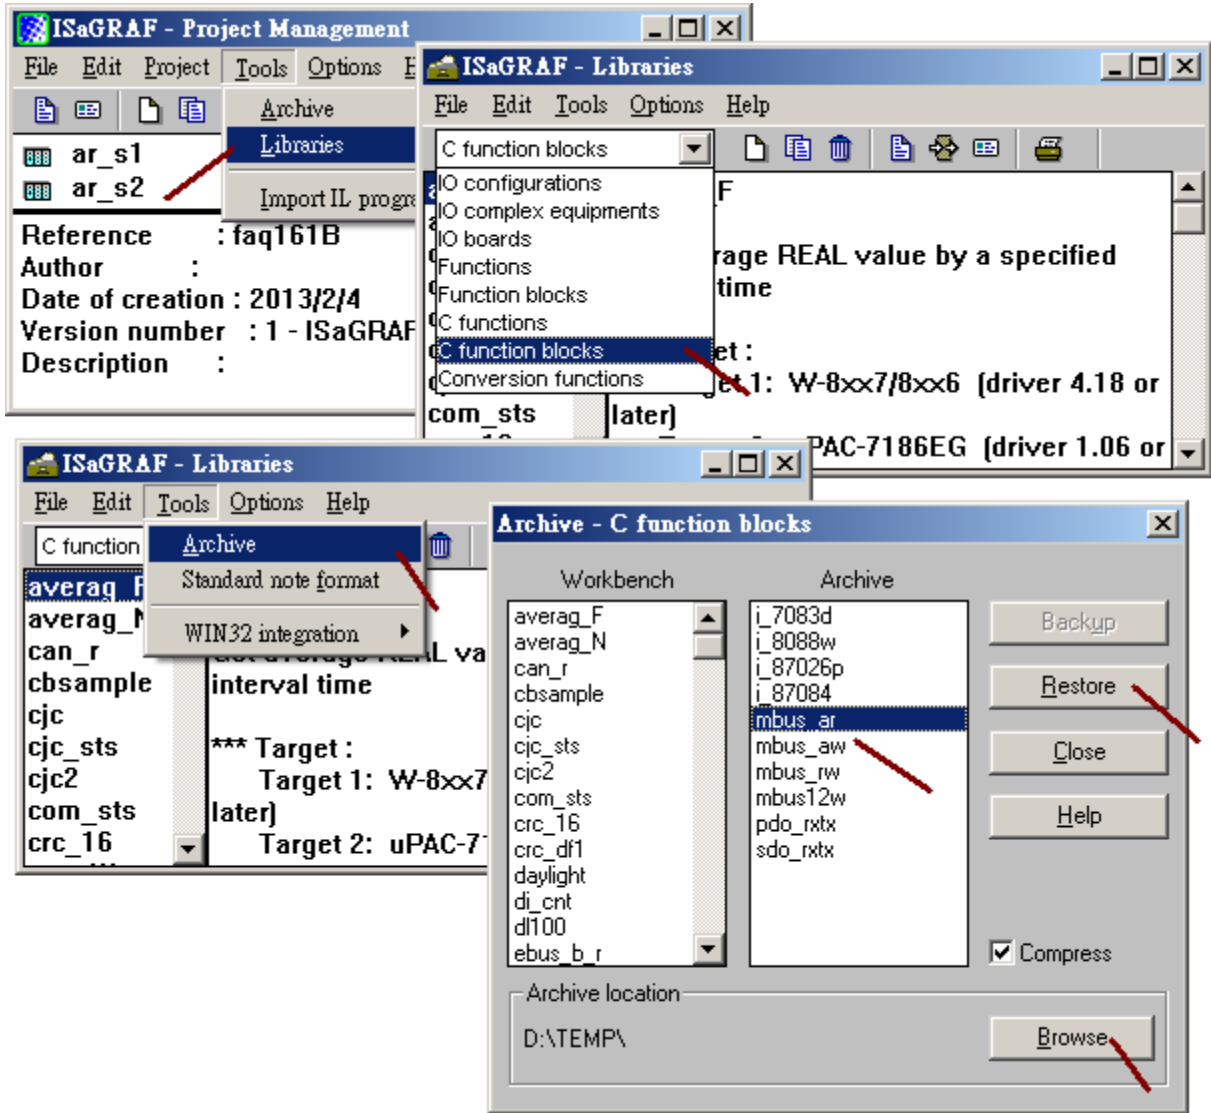 ISaGRAF - Project Management
File Edit Project Tools Options H
Archive
Libraries
Import IL progra
ar_s1
ar_s2
Reference : faq161B
Author :
Date of creation : 2013/2/4
Version number : 1 - ISaGRAF
Description :
ISaGRAF - Libraries
File Edit Tools Options Help
C function blocks
IO configurations
IO complex equipments
IO boards
Functions
Function blocks
C functions
C function blocks
Conversion functions
com_sts
F
rage REAL value by a specified
time
et :
get 1: W-8xx7/8xx6 (driver 4.18 or
later)
PAC-7186EG (driver 1.06 or
ISaGRAF - Libraries
File Edit Tools Options Help
C function
Archive
Standard note format
WIN32 integration
averag_F
averag_N
can_r
cbsample
cjc
cjc_sts
cjc2
com_sts
crc_16
interval time
*** Target :
Target 1: W-8xx7
later)
Target 2: uPAC-71
Archive - C function blocks
Workbench
averag_F
averag_N
can_r
cbsample
cjc
cjc_sts
cjc2
com_sts
crc_16
crc_df1
daylight
di_cnt
dl100
ebus_b_r
Archive
i_7083d
i_8088w
i_87026p
i_87084
mbus_ar
mbus_aw
mbus_rw
mbus12w
pdo_rxtx
sdo_rxtx
Backup
Restore
Close
Help
Compress
Archive location
D:\TEMP\
Browse